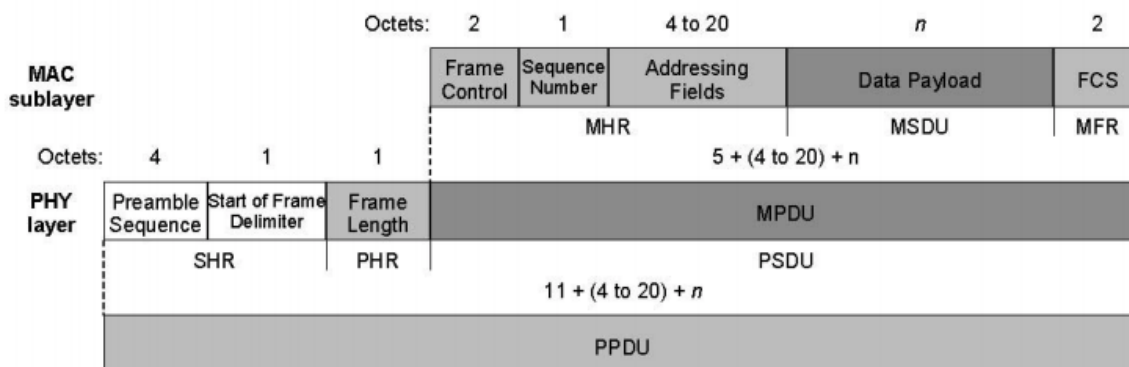 Octets: 2 1 4 to 20 n 2
MAC sublayer
Frame Control
Sequence Number
Addressing Fields
Data Payload
FCS
MHR MSDU MFR
Octets: 4 1 1 5 + (4 to 20) + n
PHY layer
Preamble Sequence
Start of Frame Delimiter
Frame Length
MPDU
SHR PHR PSDU
11 + (4 to 20) + n
PPDU